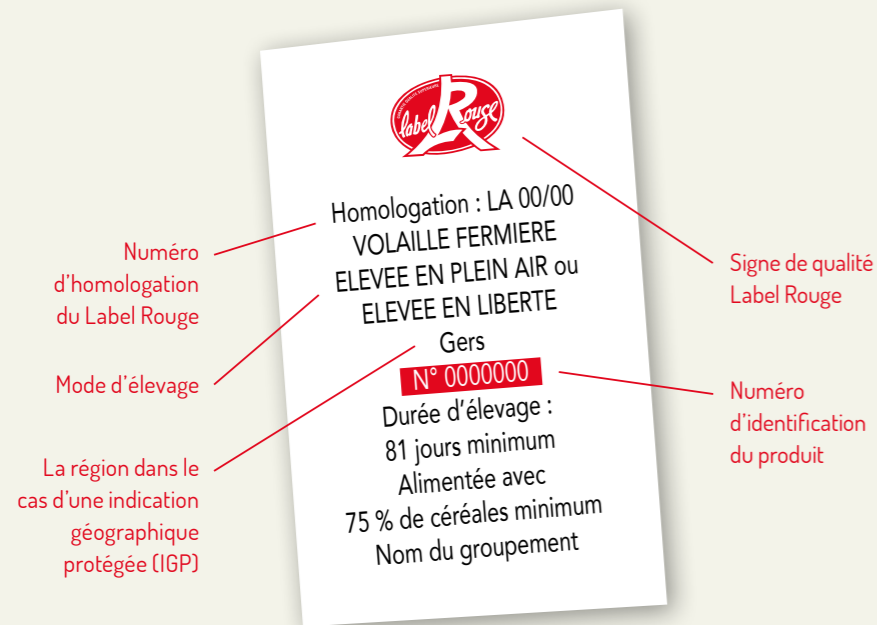 label Rouge
Homologation : LA 00/00
VOLAILLE FERMIERE
ELEVEE EN PLEIN AIR ou
ELEVEE EN LIBERTE
Gers
N° 0000000
Durée d'élevage :
81 jours minimum
Alimentée avec
75 % de céréales minimum
Nom du groupement
Numéro
d'homologation
du Label Rouge
Mode d'élevage
La région dans le
cas d'une indication
géographique
protégée (IGP)
Signe de qualité
Label Rouge
Numéro
d'identification
du produit